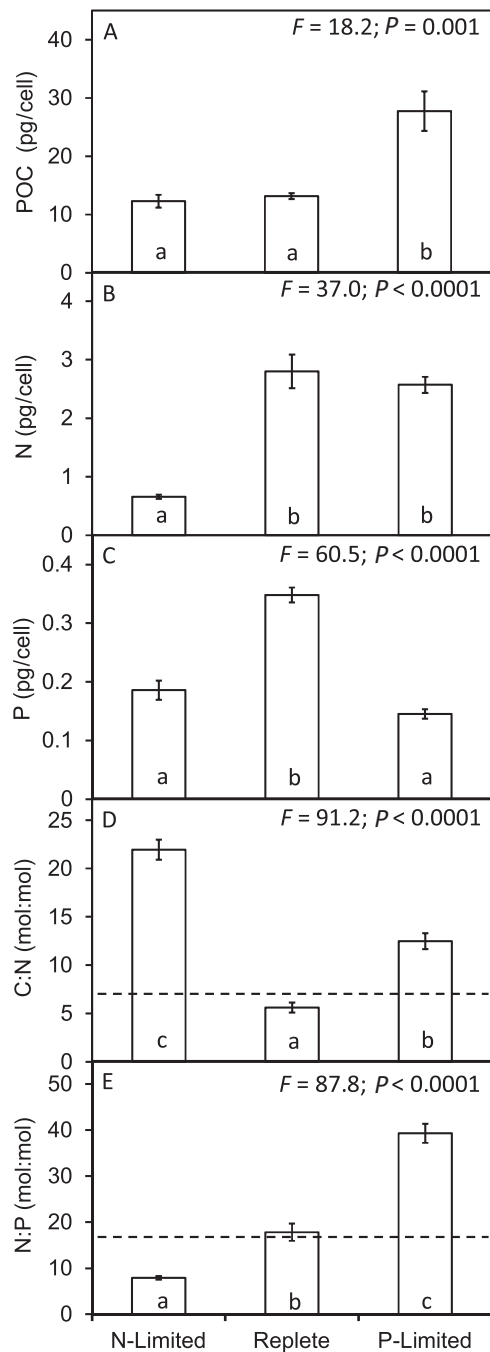 A
F = 18.2; P = 0.001
POC (pg/cell)
40
30
20
10
0
a
a
b
B
F = 37.0; P < 0.0001
N (pg/cell)
4
3
2
1
0
a
b
b
C
F = 60.5; P < 0.0001
P (pg/cell)
0.4
0.3
0.2
0.1
0
a
b
a
D
F = 91.2; P < 0.0001
C:N (mol:mol)
25
20
15
10
5
0
c
a
b
E
F = 87.8; P < 0.0001
N:P (mol:mol)
50
40
30
20
10
0
a
b
c
N-Limited Replete P-Limited